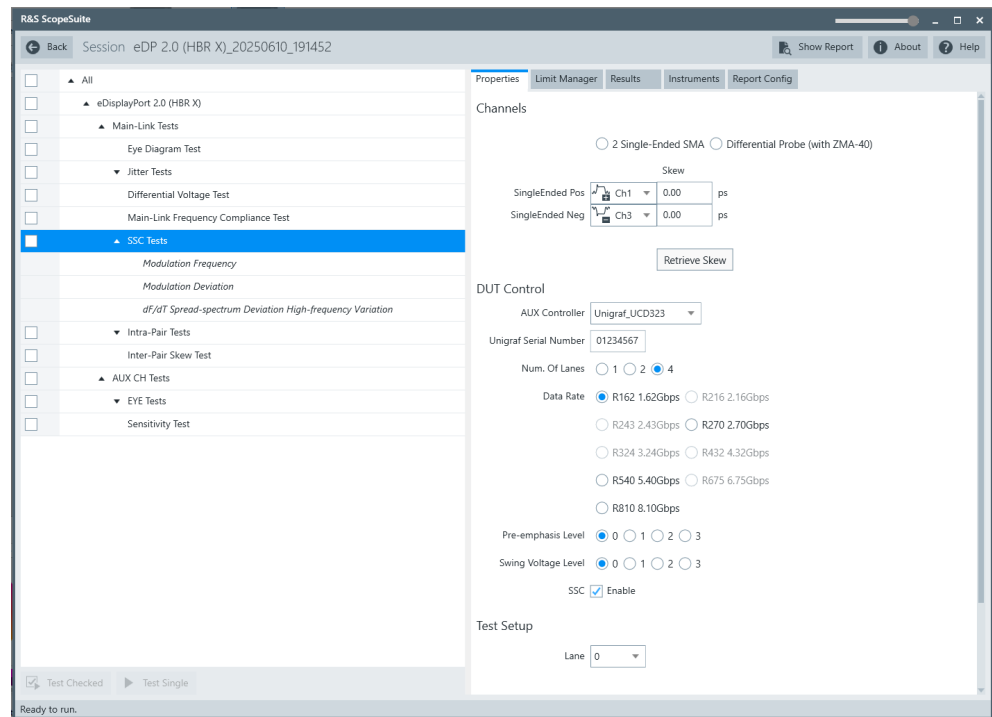 R&S ScopeSuite
Back Session eDP 2.0 (HBR X)_20250610_191452 Show Report About Help
All
eDisplayPort 2.0 (HBR X)
Main-Link Tests
Eye Diagram Test
Jitter Tests
Differential Voltage Test
Main-Link Frequency Compliance Test
SSC Tests
Modulation Frequency
Modulation Deviation
dF/dT Spread-spectrum Deviation High-frequency Variation
Intra-Pair Tests
Inter-Pair Skew Test
AUX CH Tests
EYE Tests
Sensitivity Test
Test Checked Test Single
Properties Limit Manager Results Instruments Report Config
Channels
2 Single-Ended SMA Differential Probe (with ZMA-40)
Skew
SingleEnded Pos Ch1 0.00 ps
SingleEnded Neg Ch3 0.00 ps
Retrieve Skew
DUT Control
AUX Controller Unigraf_UCD323
Unigraf Serial Number 01234567
Num. Of Lanes 1 2 4
Data Rate R162 1.62Gbps R216 2.16Gbps
R243 2.43Gbps R270 2.70Gbps
R324 3.24Gbps R432 4.32Gbps
R540 5.40Gbps R675 6.75Gbps
R810 8.10Gbps
Pre-emphasis Level 0 1 2 3
Swing Voltage Level 0 1 2 3
SSC Enable
Test Setup
Lane 0
Ready to run.